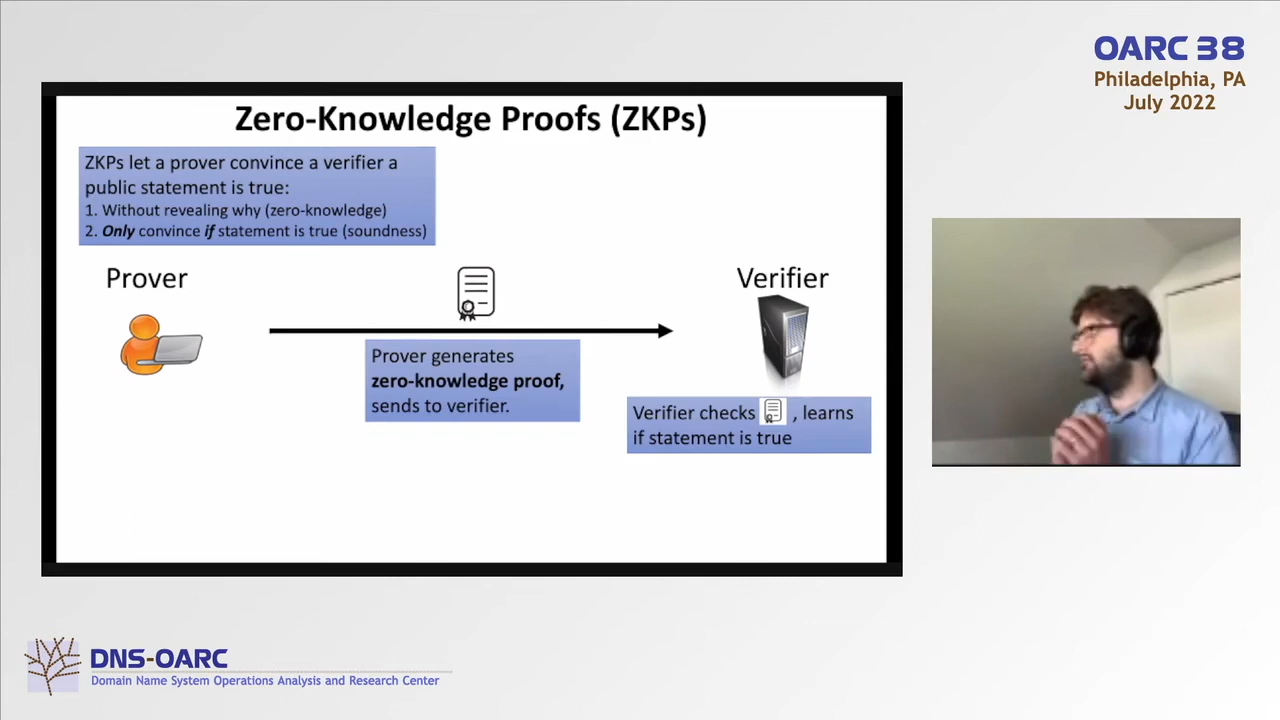 OARC 38
Philadelphia, PA
July 2022
Zero-Knowledge Proofs (ZKPs)
ZKPs let a prover convince a verifier a
public statement is true:
1. Without revealing why (zero-knowledge)
2. Only convince if statement is true (soundness)
Prover
Verifier
Prover generates
zero-knowledge proof,
sends to verifier.
Verifier checks , learns
if statement is true
DNS-OARC
Domain Name System Operations Analysis and Research Center